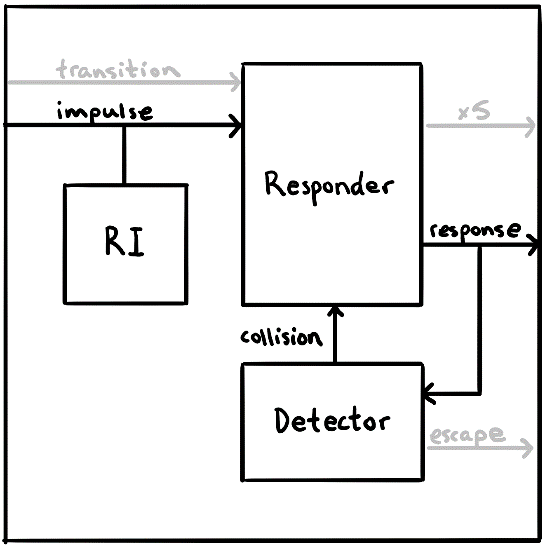 transition
impulse
x5
Responder
RI
response
collision
Detector
escape